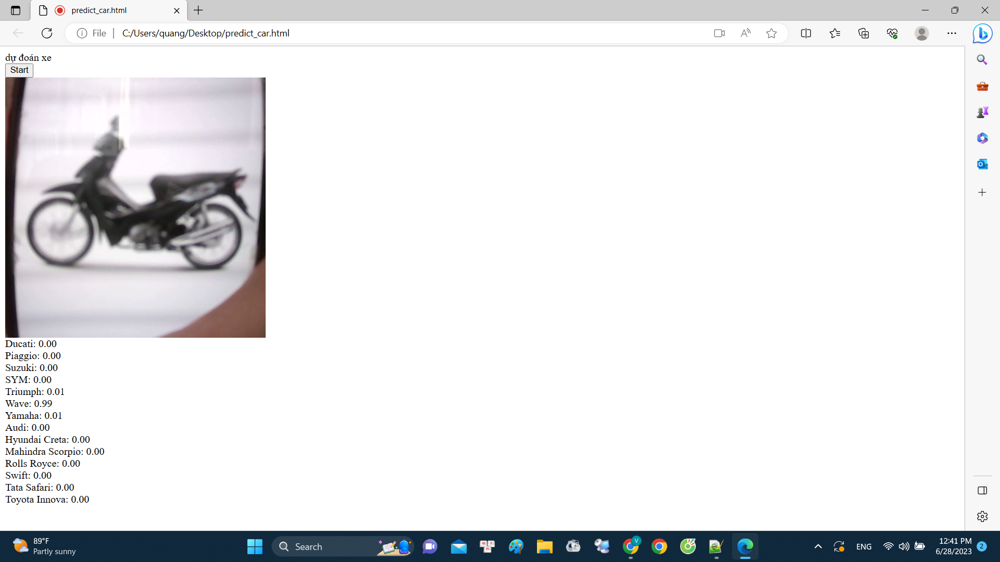 predict_car.html
File
C:/Users/quang/Desktop/predict_car.html
dự đoán xe
Start
Ducati: 0.00
Piaggio: 0.00
Suzuki: 0.00
SYM: 0.00
Triumph: 0.01
Wave: 0.99
Yamaha: 0.01
Audi: 0.00
Hyundai Creta: 0.00
Mahindra Scorpio: 0.00
Rolls Royce: 0.00
Swift: 0.00
Tata Safari: 0.00
Toyota Innova: 0.00
89°F
Partly sunny
Search
V
ENG
12:41 PM
6/28/2023
2